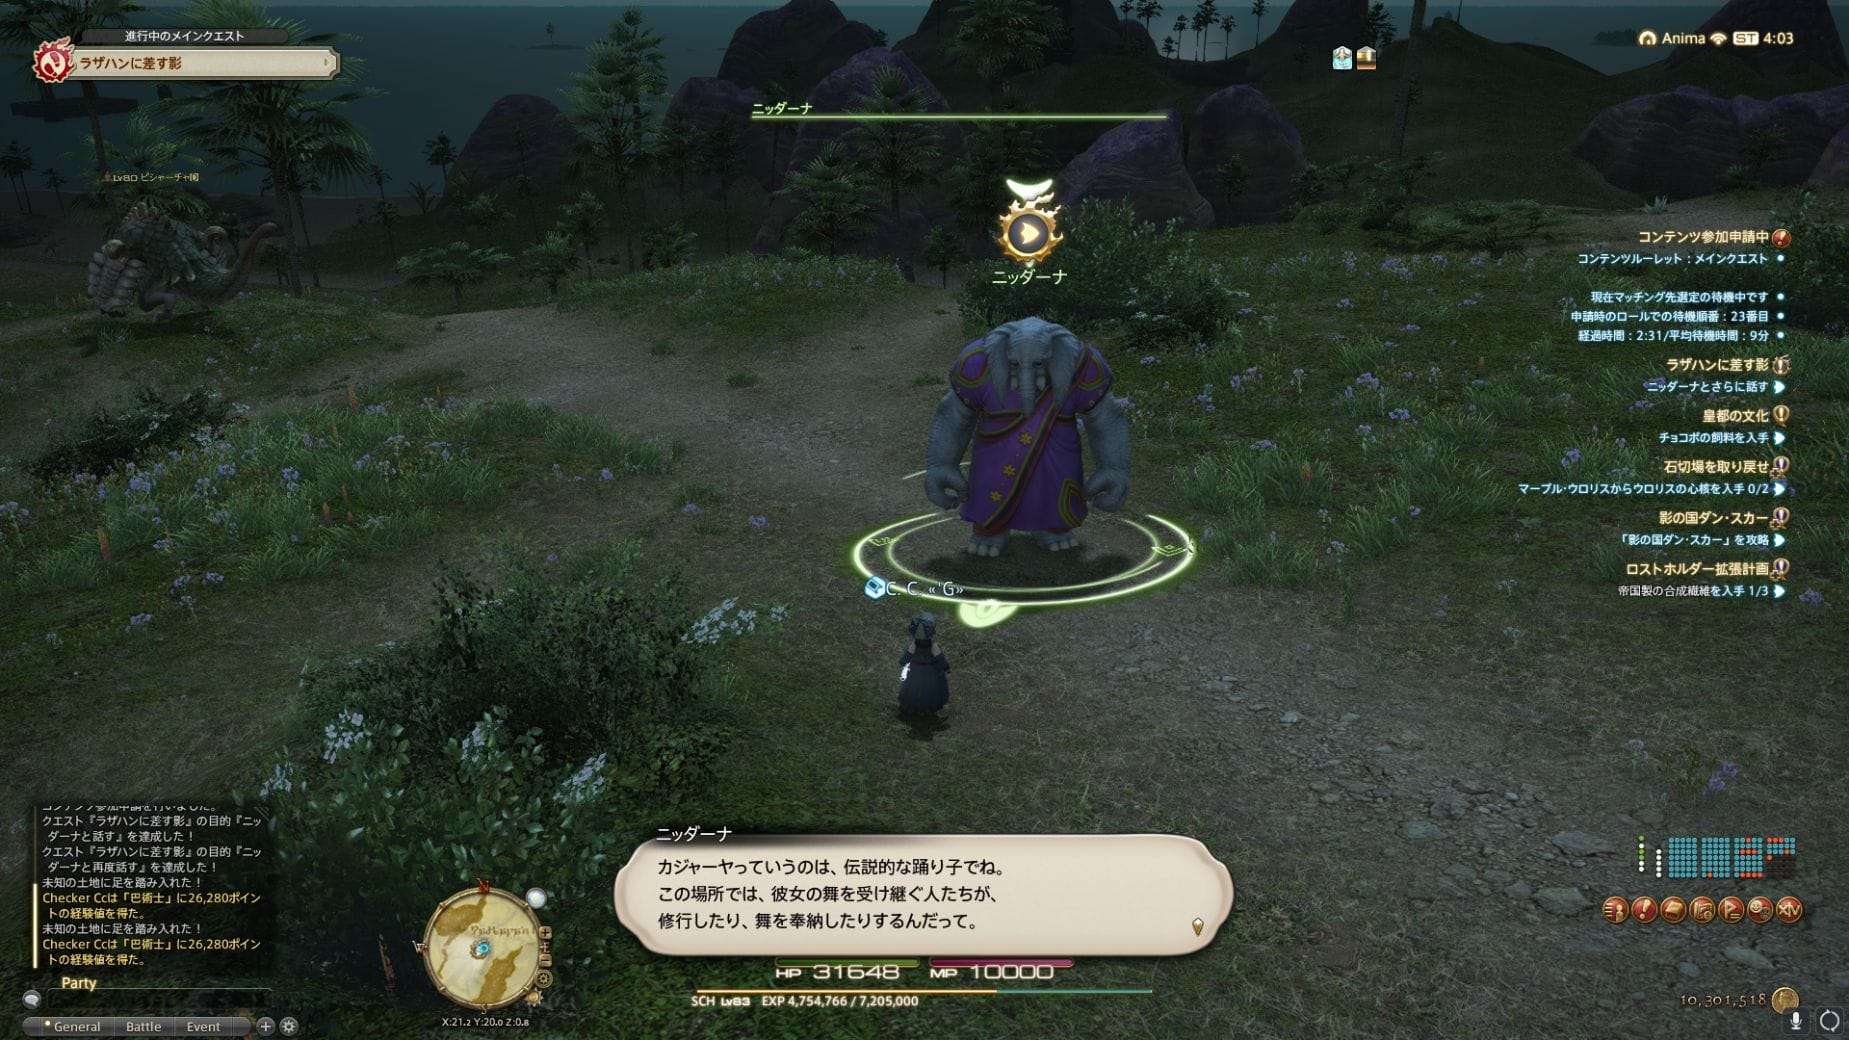 進行中のメインクエスト
ラザハンに差す影
Anima ST 4:03
ニッダーナ
ニッダーナ
コンテンツ参加申請中
コンテンツルーレット：メインクエスト
現在マッチング先選定の待機中です
申請時のロールでの待機順番：23番目
経過時間：2:31/平均待機時間：9分
ラザハンに差す影
ニッダーナとさらに話す
皇都の文化
チョコボの飼料を入手
石切場を取り戻せ
マーブル・ウロリスからウロリスの心核を入手 0/2
影の国ダン・スカー
「影の国ダン・スカー」を攻略
ロストホルダー拡張計画
帝国製の合成繊維を入手 1/3
C. C. «'G»
コンテンツ参加申請を行いました。
クエスト『ラザハンに差す影』の目的『ニッ
ダーナと話す』を達成した！
クエスト『ラザハンに差す影』の目的『ニッ
ダーナと再度話す』を達成した！
未知の土地に足を踏み入れた！
Checker Ccは「巴術士」に26,280ポイン
トの経験値を得た。
未知の土地に足を踏み入れた！
Checker Ccは「巴術士」に26,280ポイン
トの経験値を得た。
Party
General Battle Event
X:21.2 Y:20.0 Z:0.8
ニッダーナ
カジャーヤっていうのは、伝説的な踊り子でね。
この場所では、彼女の舞を受け継ぐ人たちが、
修行したり、舞を奉納したりするんだって。
HP 31648 MP 10000
SCH Lv83 EXP 4,754,766 / 7,205,000
10,301,518